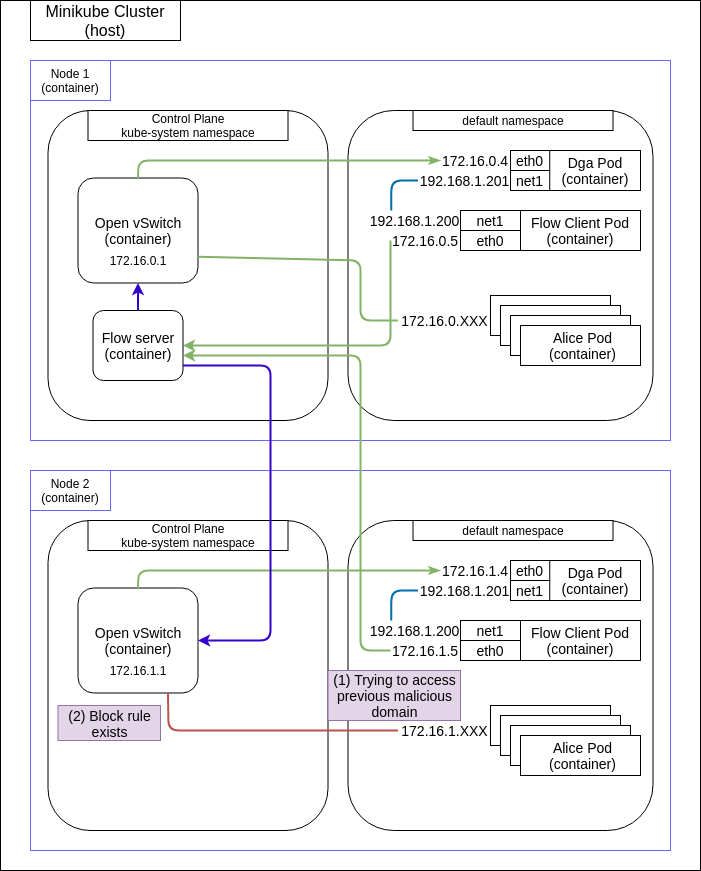 Minikube Cluster
(host)
Node 1
(container)
Control Plane
kube-system namespace
default namespace
172.16.0.4
eth0
Dga Pod
(container)
192.168.1.201
net1
Open vSwitch
(container)
172.16.0.1
192.168.1.200
net1
Flow Client Pod
(container)
172.16.0.5
eth0
172.16.0.XXX
Flow server
(container)
Alice Pod
(container)
Node 2
(container)
Control Plane
kube-system namespace
default namespace
172.16.1.4
eth0
Dga Pod
(container)
192.168.1.201
net1
Open vSwitch
(container)
172.16.1.1
192.168.1.200
net1
Flow Client Pod
(container)
172.16.1.5
eth0
(1) Trying to access
previous malicious
domain
(2) Block rule
exists
172.16.1.XXX
Alice Pod
(container)